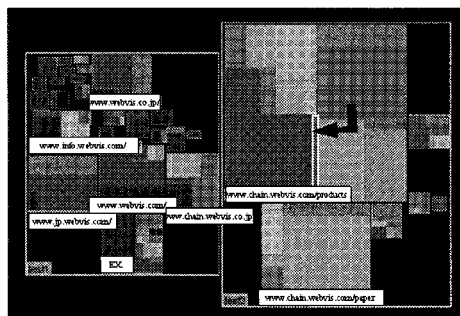 www.webvis.co.jp/
www.info.webvis.com/
www.webvis.com/
www.jp.webvis.com/
www.chain.webvis.co.jp
EX.
www.chain.webvis.com/products
www.chain.webvis.com/paper